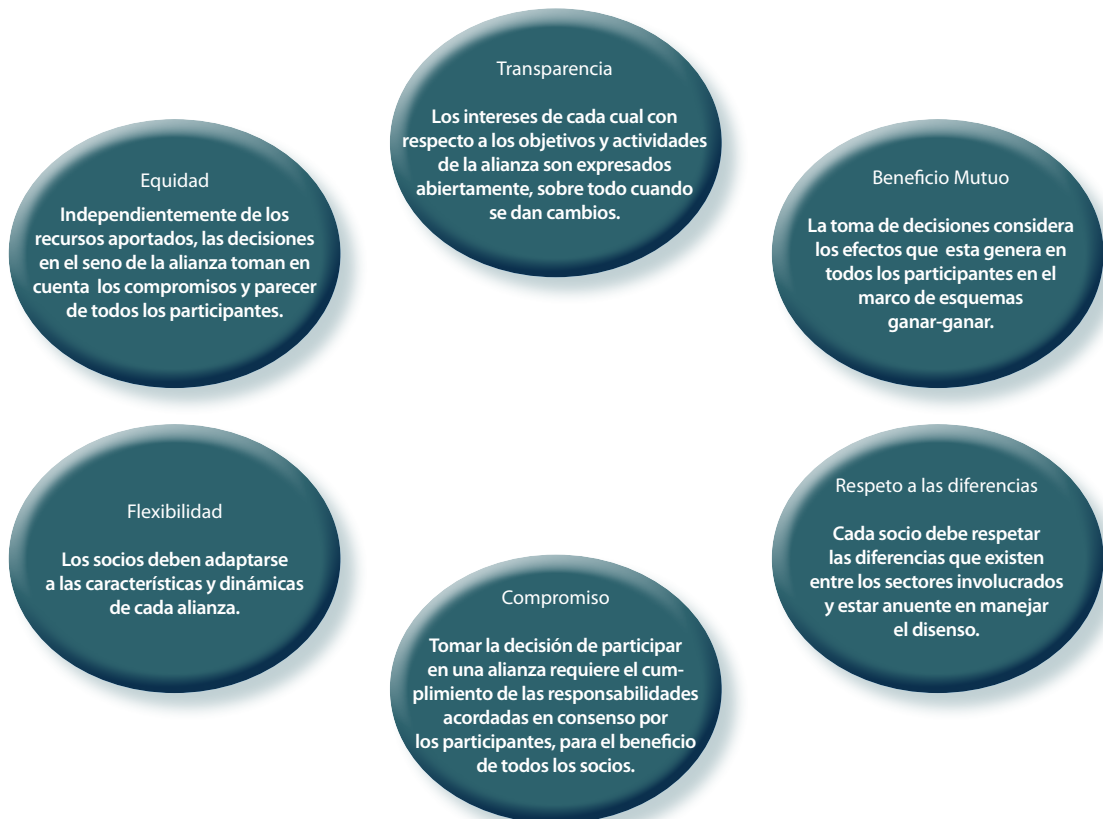 Transparencia
Los intereses de cada cual con
respecto a los objetivos y actividades
de la alianza son expresados
abiertamente, sobre todo cuando
se dan cambios.
Equidad
Independientemente de los
recursos aportados, las decisiones
en el seno de la alianza toman en
cuenta los compromisos y parecer
de todos los participantes.
Beneficio Mutuo
La toma de decisiones considera
los efectos que esta genera en
todos los participantes en el
marco de esquemas
ganar-ganar.
Flexibilidad
Los socios deben adaptarse
a las características y dinámicas
de cada alianza.
Respeto a las diferencias
Cada socio debe respetar
las diferencias que existen
entre los sectores involucrados
y estar anuente en manejar
el disenso.
Compromiso
Tomar la decisión de participar
en una alianza requiere el cum-
plimiento de las responsabilidades
acordadas en consenso por
los participantes, para el beneficio
de todos los socios.